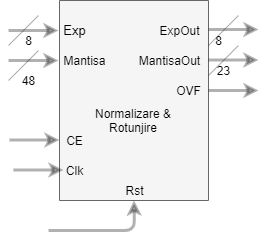 Exp
ExpOut
8
8
Mantisa
MantisaOut
48
23
OVF
Normalizare &
Rotunjire
CE
Clk
Rst